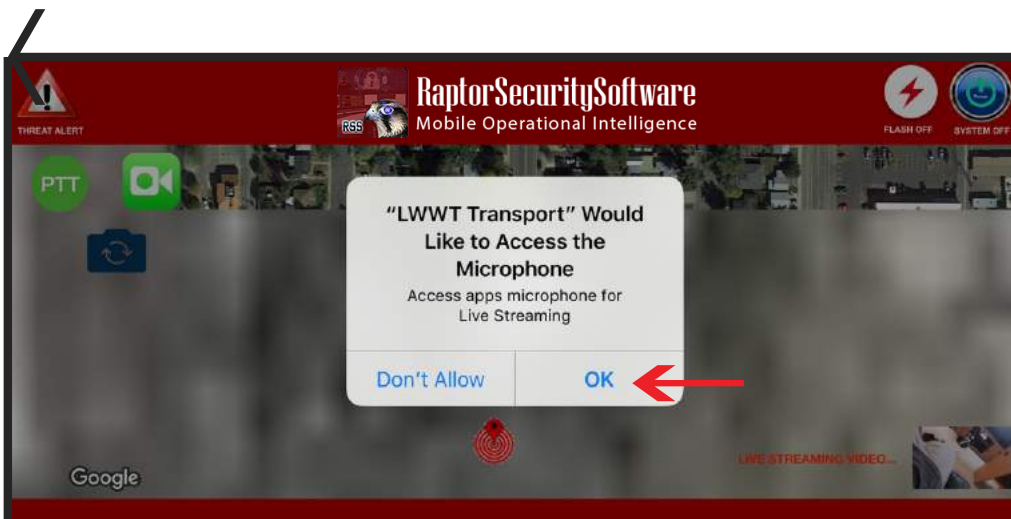 RaptorSecuritySoftware
RSS
Mobile Operational Intelligence
THREAT ALERT
FLASH OFF
SYSTEM OFF
PTT
“LWWT Transport” Would
Like to Access the
Microphone
Access apps microphone for
Live Streaming
Don't Allow
OK
LIVE STREAMING VIDEO...
Google